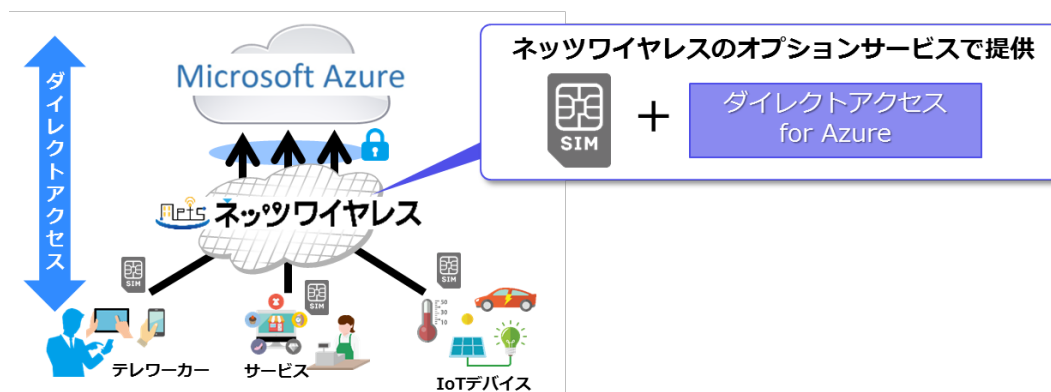 Microsoft Azure
ダイレクトアクセス
ネッツワイヤレスのオプションサービスで提供
SIM
+
ダイレクトアクセス
for Azure
nets ネッツワイヤレス
SIM
SIM
SIM
50
30
10
テレワーカー
サービス
IoTデバイス